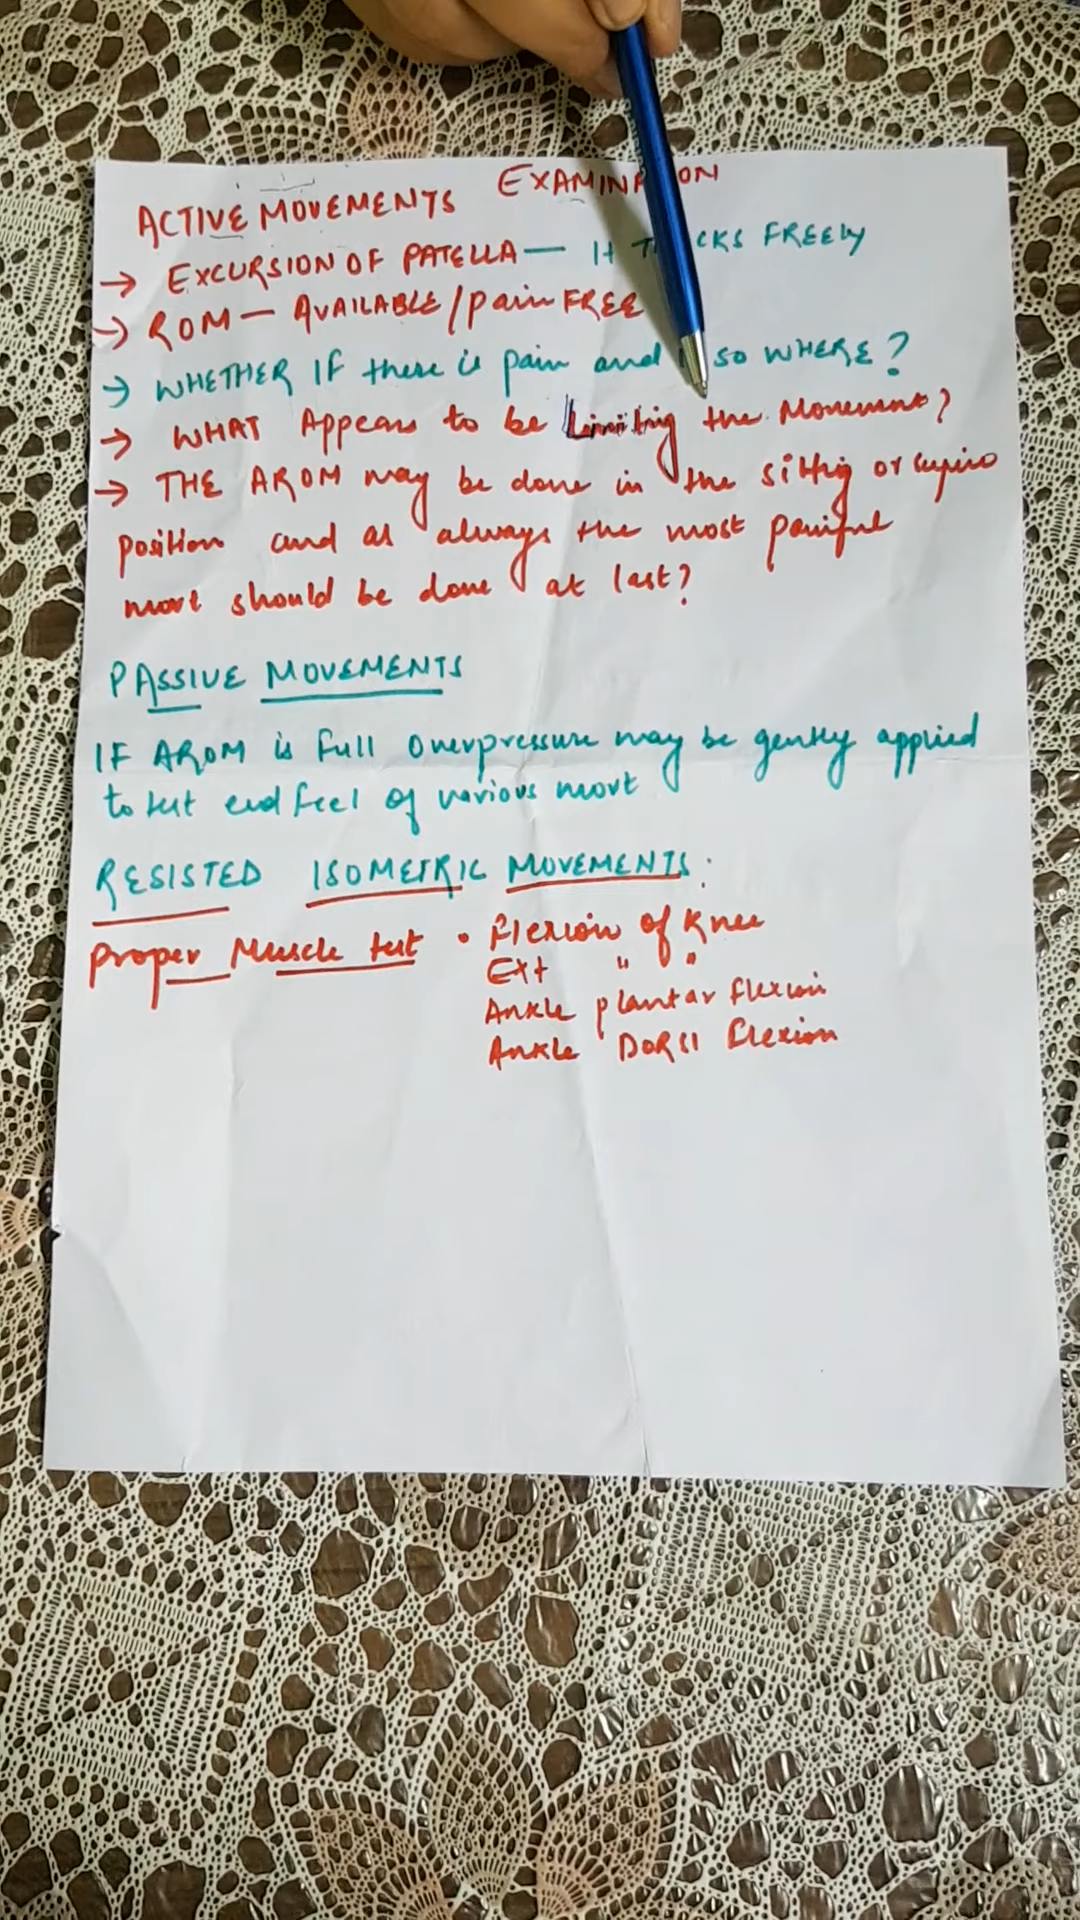 ACTIVE MOVEMENTS EXAMINATION
→ EXCURSION OF PATELLA — It TRACKS FREELY
→ ROM — AVAILABLE/pain FREE
→ WHETHER IF there is pain and if so WHERE?
→ WHAT Appears to be Limiting the Movement?
→ THE AROM may be done in the sitting or supine
position and as always the most painful
movt should be done at last?
PASSIVE MOVEMENTS
IF AROM is full overpressure may be gently applied
to test end feel of various movt
RESISTED ISOMETRIC MOVEMENTS:
Proper Muscle test • Flexion of Knee
Ext " "
Ankle plantar flexion
Ankle DORSI flexion